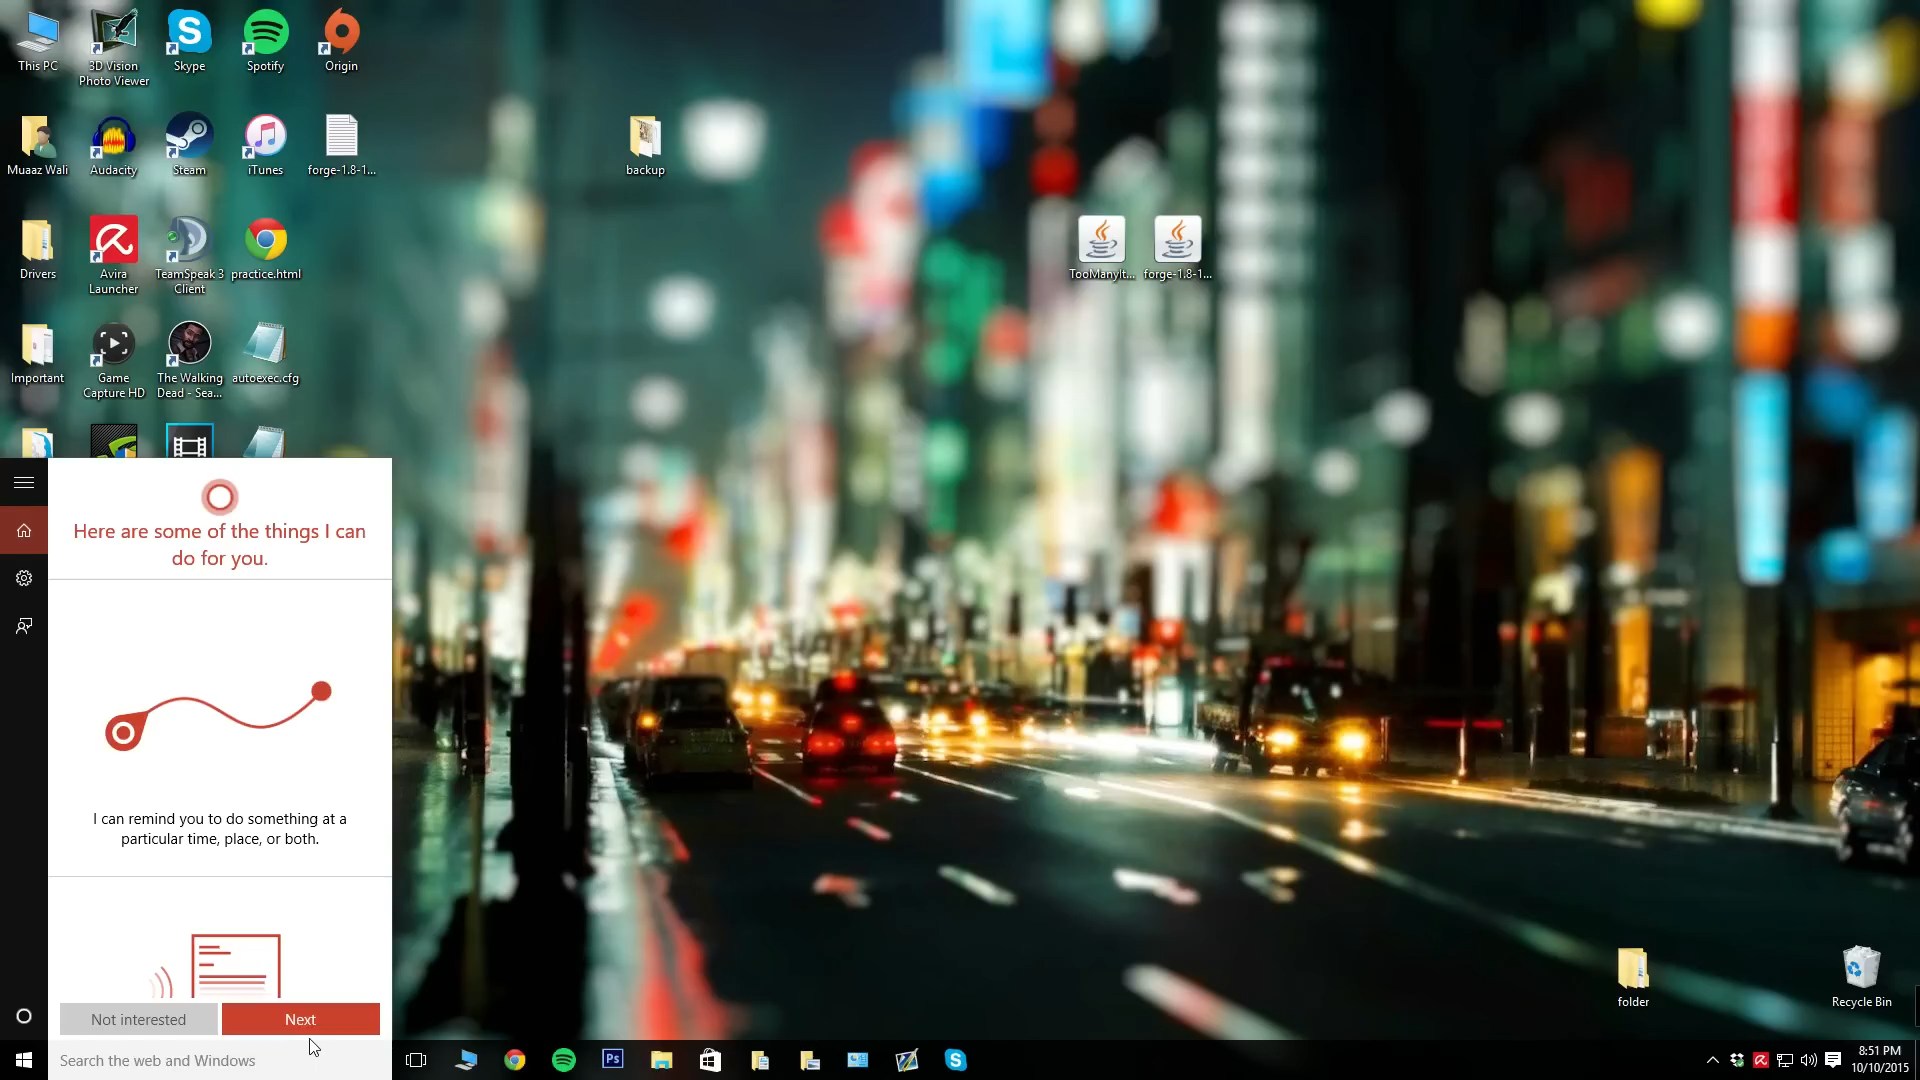 This PC
3D Vision
Photo Viewer
Skype
Spotify
Origin
Muaaz Wali
Audacity
Steam
iTunes
forge-1.8-1...
backup
Drivers
Avira
Launcher
TeamSpeak 3
Client
practice.html
TooManyIt...
forge-1.8-1...
Important
Game
Capture HD
The Walking
Dead - Sea...
autoexec.cfg
Here are some of the things I can
do for you.
I can remind you to do something at a
particular time, place, or both.
Not interested
Next
Search the web and Windows
folder
Recycle Bin
Ps
8:51 PM
10/10/2015